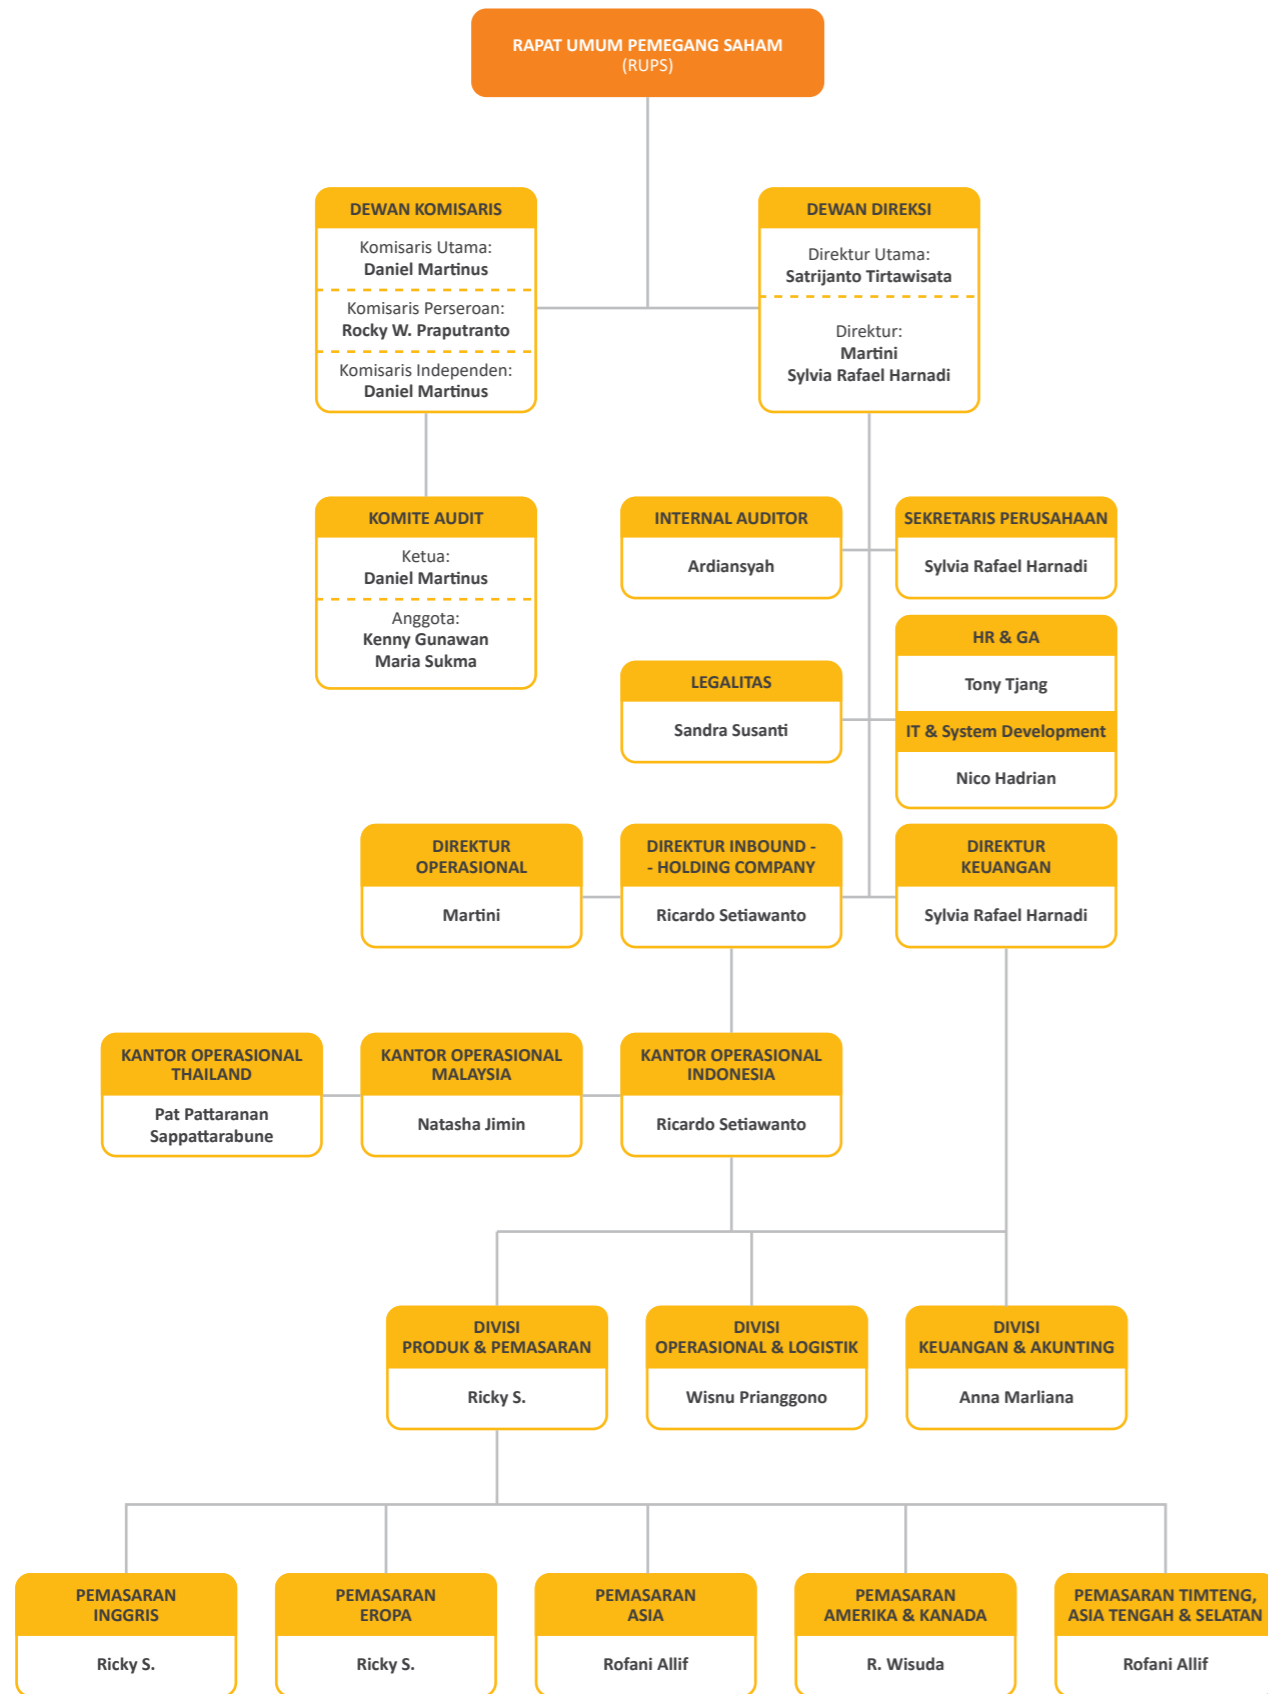 RAPAT UMUM PEMEGANG SAHAM
(RUPS)
DEWAN KOMISARIS
Komisaris Utama:
Daniel Martinus
Komisaris Perseroan:
Rocky W. Praputranto
Komisaris Independen:
Daniel Martinus
DEWAN DIREKSI
Direktur Utama:
Satrijanto Tirtawisata
Direktur:
Martini
Sylvia Rafael Harnadi
KOMITE AUDIT
Ketua:
Daniel Martinus
Anggota:
Kenny Gunawan
Maria Sukma
INTERNAL AUDITOR
Ardiansyah
SEKRETARIS PERUSAHAAN
Sylvia Rafael Harnadi
LEGALITAS
Sandra Susanti
HR & GA
Tony Tjang
IT & System Development
Nico Hadrian
DIREKTUR
OPERASIONAL
Martini
DIREKTUR INBOUND -
- HOLDING COMPANY
Ricardo Setiawanto
DIREKTUR
KEUANGAN
Sylvia Rafael Harnadi
KANTOR OPERASIONAL
THAILAND
Pat Pattaranan
Sappattarabune
KANTOR OPERASIONAL
MALAYSIA
Natasha Jimin
KANTOR OPERASIONAL
INDONESIA
Ricardo Setiawanto
DIVISI
PRODUK & PEMASARAN
Ricky S.
DIVISI
OPERASIONAL & LOGISTIK
Wisnu Prianggono
DIVISI
KEUANGAN & AKUNTING
Anna Marliana
PEMASARAN
INGGRIS
Ricky S.
PEMASARAN
EROPA
Ricky S.
PEMASARAN
ASIA
Rofani Allif
PEMASARAN
AMERIKA & KANADA
R. Wisuda
PEMASARAN TIMTENG,
ASIA TENGAH & SELATAN
Rofani Allif